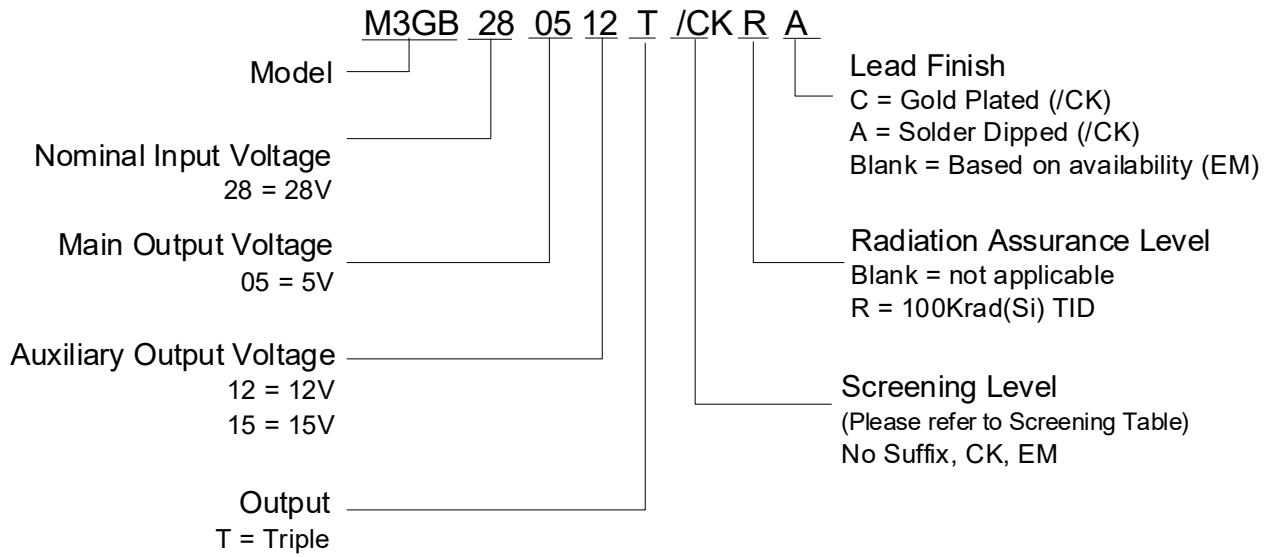 M3GB 28 05 12 T /CK R A
Model
Nominal Input Voltage
28 = 28V
Main Output Voltage
05 = 5V
Auxiliary Output Voltage
12 = 12V
15 = 15V
Output
T = Triple
Lead Finish
C = Gold Plated (/CK)
A = Solder Dipped (/CK)
Blank = Based on availability (EM)
Radiation Assurance Level
Blank = not applicable
R = 100Krad(Si) TID
Screening Level
(Please refer to Screening Table)
No Suffix, CK, EM